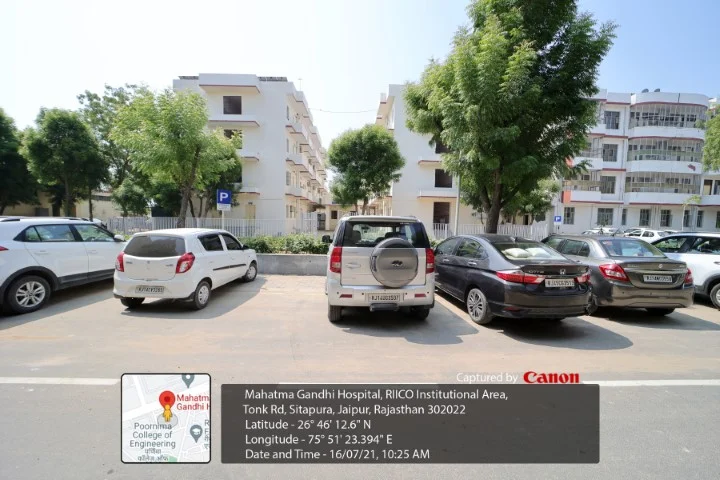 P
P
Captured by Canon
Mahatma
Gandhi H
Poornima
College of
Engineering
Mahatma Gandhi Hospital, RIICO Institutional Area,
Tonk Rd, Sitapura, Jaipur, Rajasthan 302022
Latitude - 26° 46' 12.6" N
Longitude - 75° 51' 23.394" E
Date and Time - 16/07/21, 10:25 AM